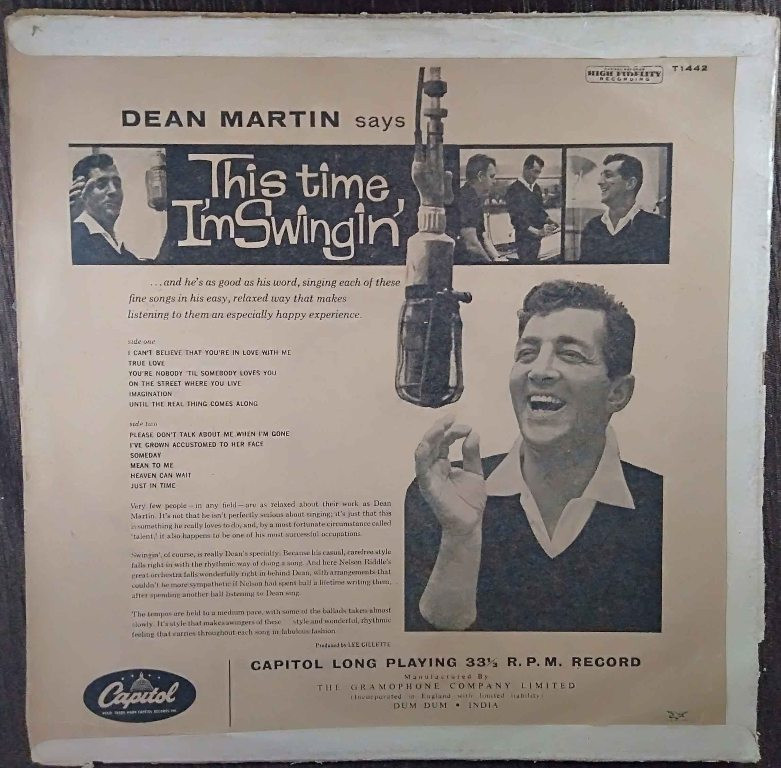 HIGH FIDELITY
RECORDING
T1442
DEAN MARTIN says
This time,
I'm Swingin'
...and he's as good as his word, singing each of these
fine songs in his easy, relaxed way that makes
listening to them an especially happy experience.
side one
I CAN'T BELIEVE THAT YOU'RE IN LOVE WITH ME
TRUE LOVE
YOU'RE NOBODY 'TIL SOMEBODY LOVES YOU
ON THE STREET WHERE YOU LIVE
IMAGINATION
UNTIL THE REAL THING COMES ALONG
side two
PLEASE DON'T TALK ABOUT ME WHEN I'M GONE
I'VE GROWN ACCUSTOMED TO HER FACE
SOMEDAY
MEAN TO ME
HEAVEN CAN WAIT
JUST IN TIME
Very few people—in any field—are as relaxed about their work as Dean
Martin. It's not that he isn't perfectly serious about singing; it's just that this
is something he really loves to do, and, by a most fortunate circumstance called
'talent,' it also happens to be one of his most successful occupations.
Swingin', of course, is really Dean's specialty. Because his casual, carefree style
falls right in with the rhythmic way of doing a song. And here Nelson Riddle's
great orchestra falls wonderfully right in behind Dean, with arrangements that
couldn't be more sympathetic if Nelson had spent half a lifetime writing them,
after spending another half listening to Dean sing.
The tempos are held to a medium pace, with some of the ballads taken almost
slowly. It's style that makes swingers of these style and wonderful, rhythmic
feeling that carries throughout each song in fabulous fashion.
Produced by LEE GILLETTE
CAPITOL LONG PLAYING 33⅓ R.P.M. RECORD
Manufactured By
THE GRAMOPHONE COMPANY LIMITED
(Incorporated in England with limited liability)
DUM DUM • INDIA
Capitol